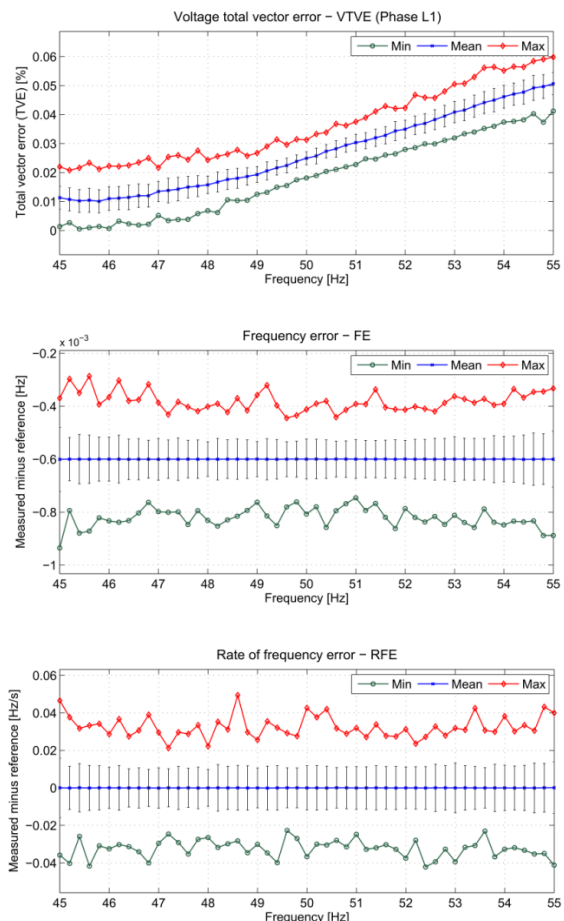 Voltage total vector error − VTVE (Phase L1)
Total vector error (TVE) [%]
0.06
0.05
0.04
0.03
0.02
0.01
0
Min Mean Max
45 46 47 48 49 50 51 52 53 54 55
Frequency [Hz]
Frequency error − FE
x 10⁻³
Measured minus reference [Hz]
−0.2
−0.4
−0.6
−0.8
−1
Min Mean Max
45 46 47 48 49 50 51 52 53 54 55
Frequency [Hz]
Rate of frequency error − RFE
Measured minus reference [Hz/s]
0.06
0.04
0.02
0
−0.02
−0.04
Min Mean Max
45 46 47 48 49 50 51 52 53 54 55
Frequency [Hz]